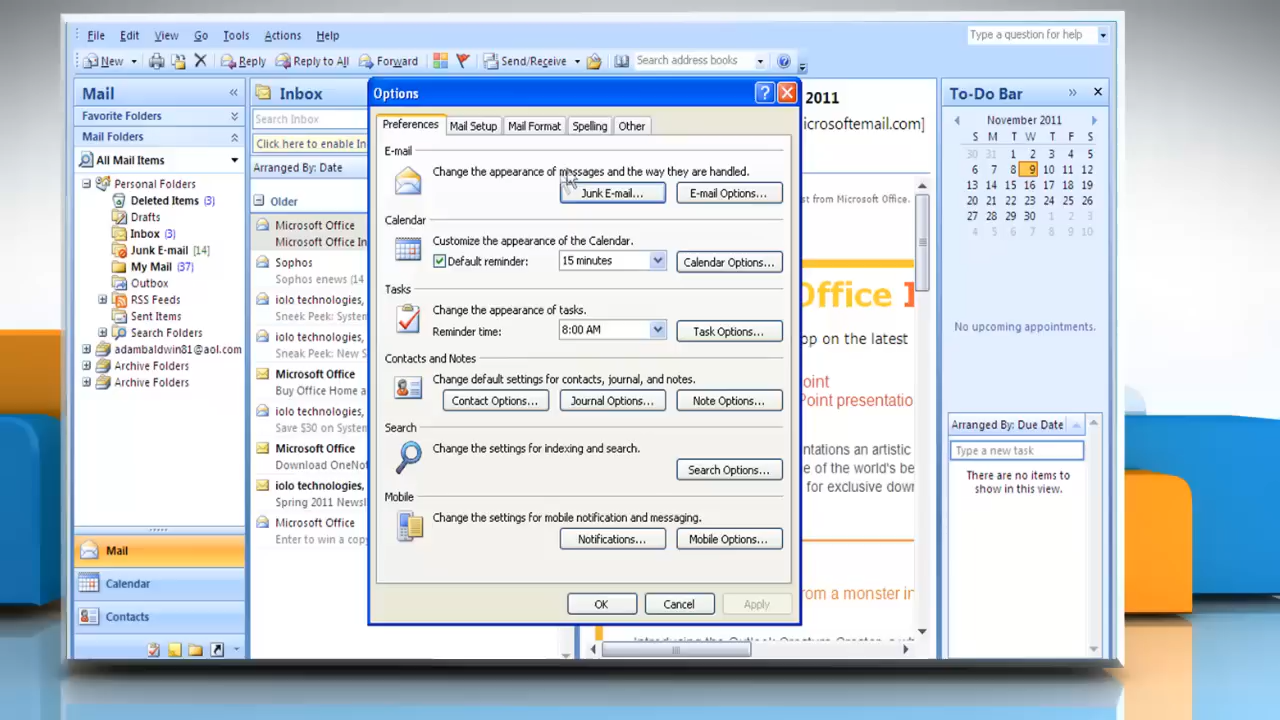 File Edit View Go Tools Actions Help
Type a question for help
New Reply Reply to All Forward Send/Receive Search address books
Mail
Favorite Folders
Mail Folders
All Mail Items
Personal Folders
Deleted Items (3)
Drafts
Inbox (3)
Junk E-mail [14]
My Mail (37)
Outbox
RSS Feeds
Sent Items
Search Folders
adambaldwin81@aol.com
Archive Folders
Archive Folders
Mail
Calendar
Contacts
Inbox
Search Inbox
Click here to enable In
Arranged By: Date
Older
Microsoft Office
Microsoft Office In
Sophos
Sophos enews (14
iolo technologies,
Sneek Peek: System
iolo technologies,
Sneak Peek: New S
Microsoft Office
Buy Office Home a
iolo technologies,
Save $30 on System
Microsoft Office
Download OneNot
iolo technologies,
Spring 2011 Newsl
Microsoft Office
Enter to win a copy
Options
Preferences Mail Setup Mail Format Spelling Other
E-mail
Change the appearance of messages and the way they are handled.
Junk E-mail... E-mail Options...
Calendar
Customize the appearance of the Calendar.
Default reminder: 15 minutes Calendar Options...
Tasks
Change the appearance of tasks.
Reminder time: 8:00 AM Task Options...
Contacts and Notes
Change default settings for contacts, journal, and notes.
Contact Options... Journal Options... Note Options...
Search
Change the settings for indexing and search.
Search Options...
Mobile
Change the settings for mobile notification and messaging.
Notifications... Mobile Options...
OK Cancel Apply
2011
icrosoftemail.com]
est from Microsoft Office.
Office I
op on the latest
oint
Point presentatio
ntations an artistic
e of the world's be
for exclusive down
om a monster in
To-Do Bar
November 2011
S M T W T F S
30 31 1 2 3 4 5
6 7 8 9 10 11 12
13 14 15 16 17 18 19
20 21 22 23 24 25 26
27 28 29 30 1 2 3
4 5 6 7 8 9 10
No upcoming appointments.
Arranged By: Due Date
Type a new task
There are no items to
show in this view.